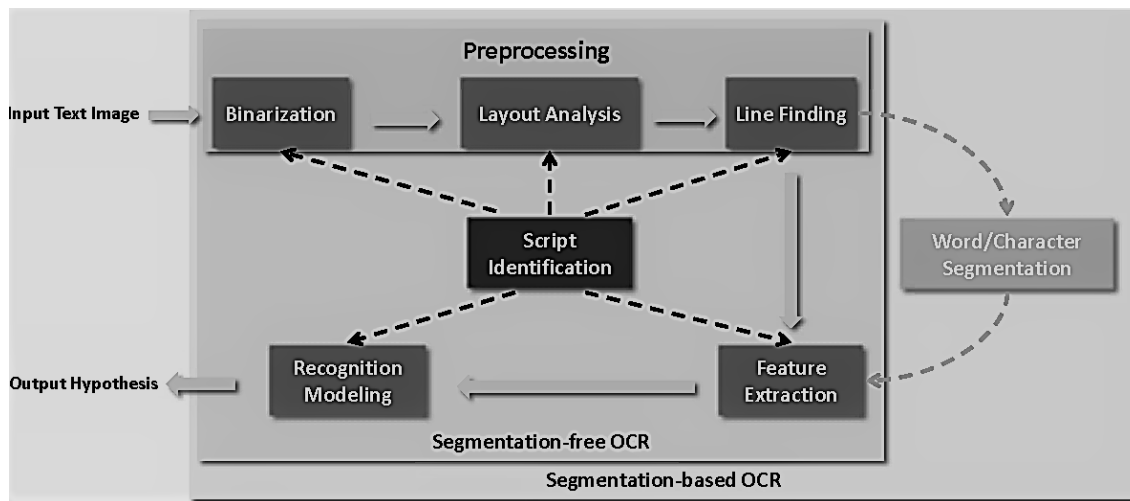 Preprocessing
Input Text Image
Binarization
Layout Analysis
Line Finding
Script
Identification
Word/Character
Segmentation
Output Hypothesis
Recognition
Modeling
Feature
Extraction
Segmentation-free OCR
Segmentation-based OCR